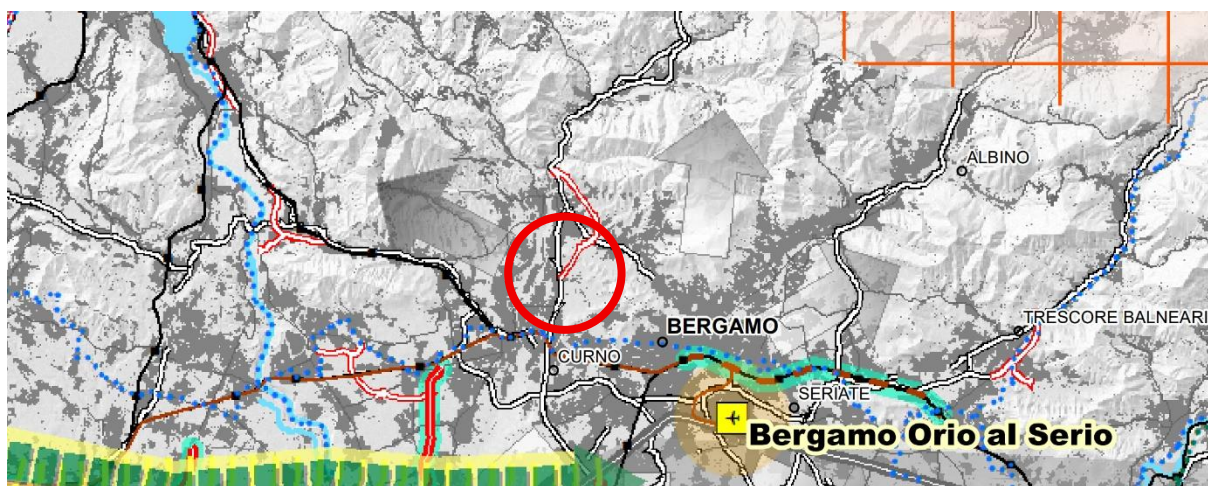 ALBINO
TRESCORE BALNEARI
BERGAMO
CURNO
SERIATE
Bergamo Orio al Serio